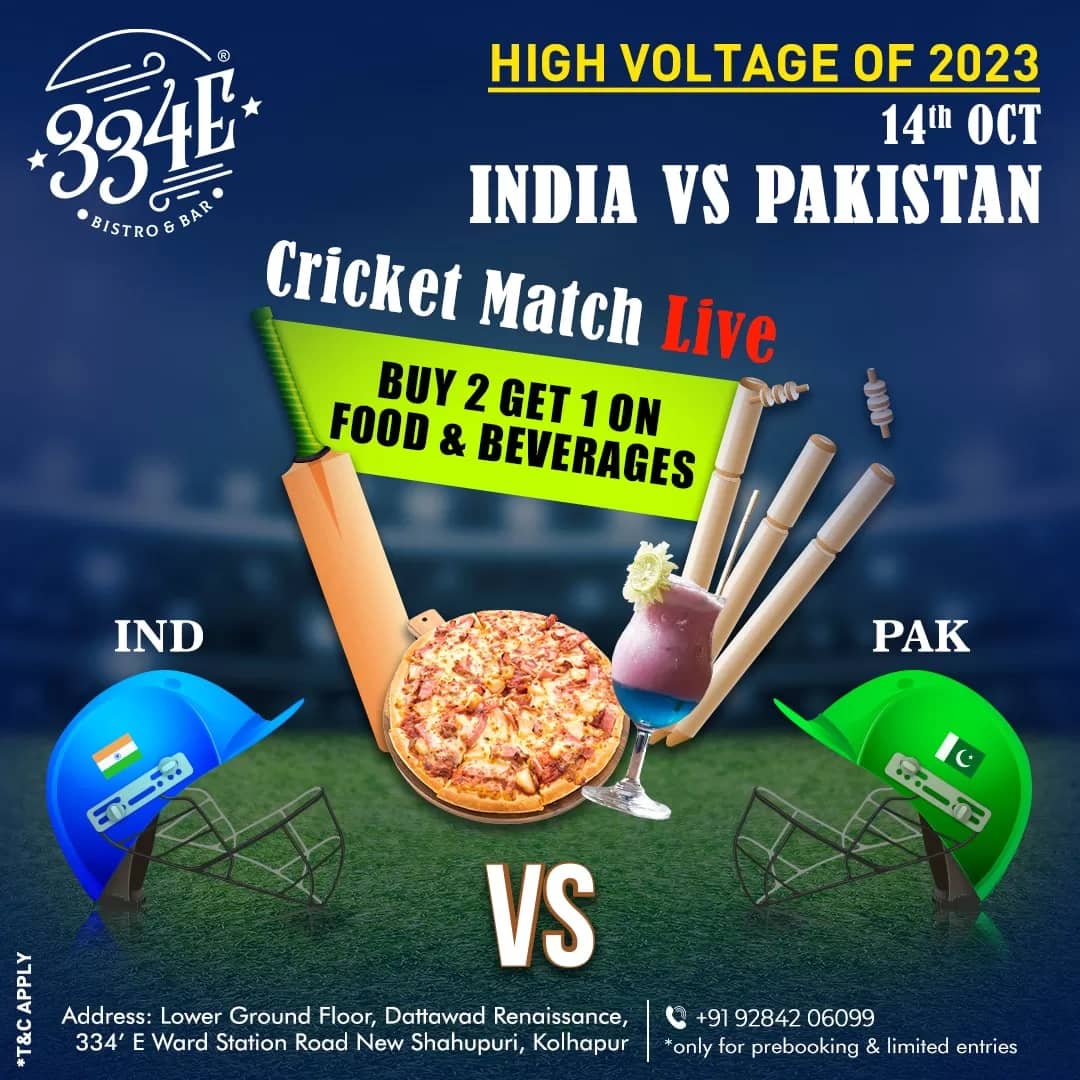 334E®
• BISTRO & BAR •
HIGH VOLTAGE OF 2023
14th OCT
INDIA VS PAKISTAN
Cricket Match Live
BUY 2 GET 1 ON
FOOD & BEVERAGES
IND
PAK
VS
*T&C APPLY
Address: Lower Ground Floor, Dattawad Renaissance,
334' E Ward Station Road New Shahupuri, Kolhapur
+91 92842 06099
*only for prebooking & limited entries